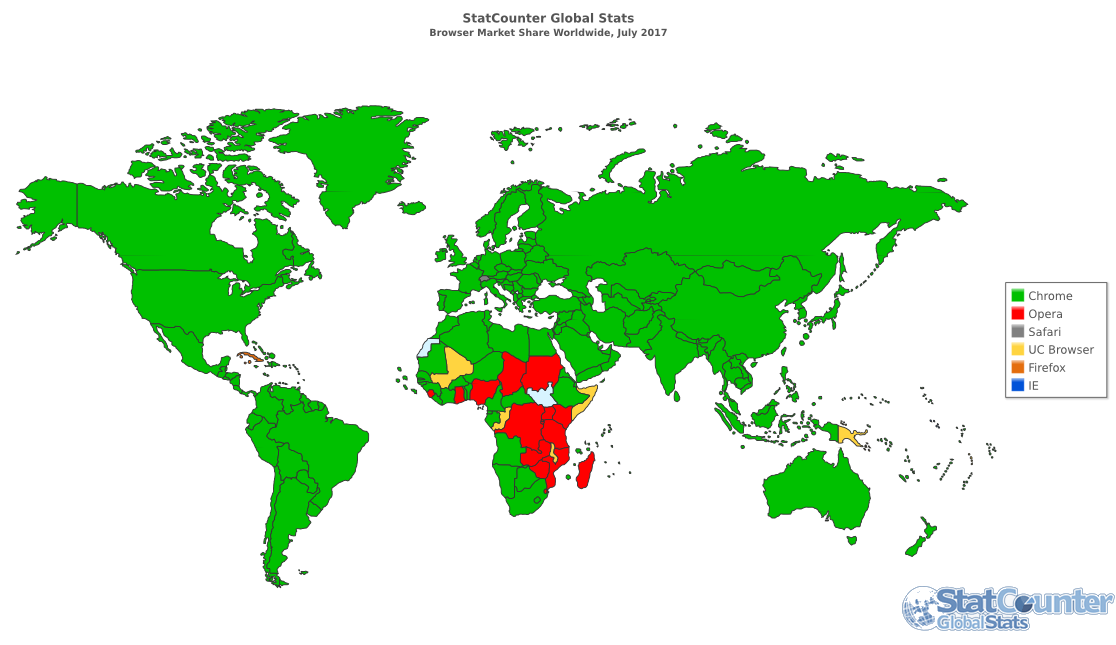 StatCounter Global Stats
Browser Market Share Worldwide, July 2017
Chrome
Opera
Safari
UC Browser
Firefox
IE
StatCounter
GlobalStats